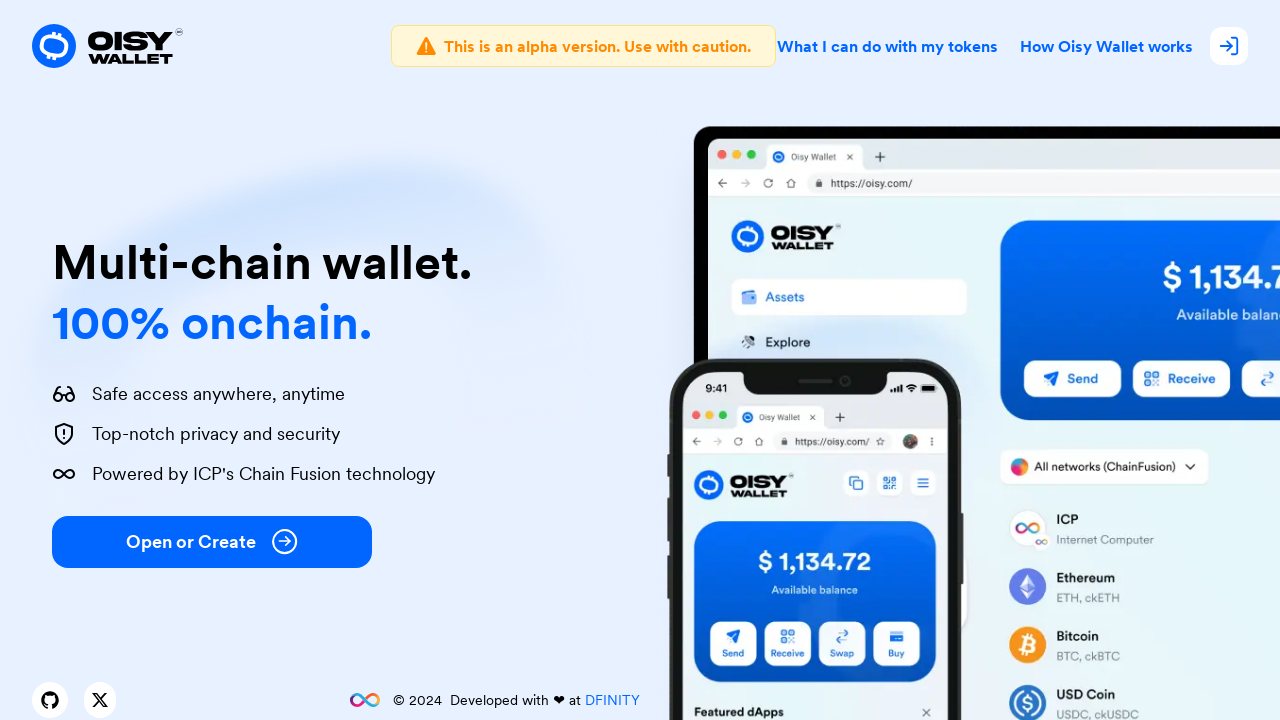 OISY
WALLET
This is an alpha version. Use with caution.
What I can do with my tokens
How Oisy Wallet works
Multi-chain wallet.
100% onchain.
Safe access anywhere, anytime
Top-notch privacy and security
Powered by ICP's Chain Fusion technology
Open or Create
© 2024 Developed with ❤ at DFINITY
Oisy Wallet
https://oisy.com/
OISY
WALLET
Assets
Explore
$ 1,134.7
Available balan
Send
Receive
All networks (ChainFusion)
ICP
Internet Computer
Ethereum
ETH, ckETH
Bitcoin
BTC, ckBTC
USD Coin
USDC, ckUSDC
9:41
Oisy Wallet
https://oisy.com/
OISY
WALLET
$ 1,134.72
Available balance
Send
Receive
Swap
Buy
Featured dApps